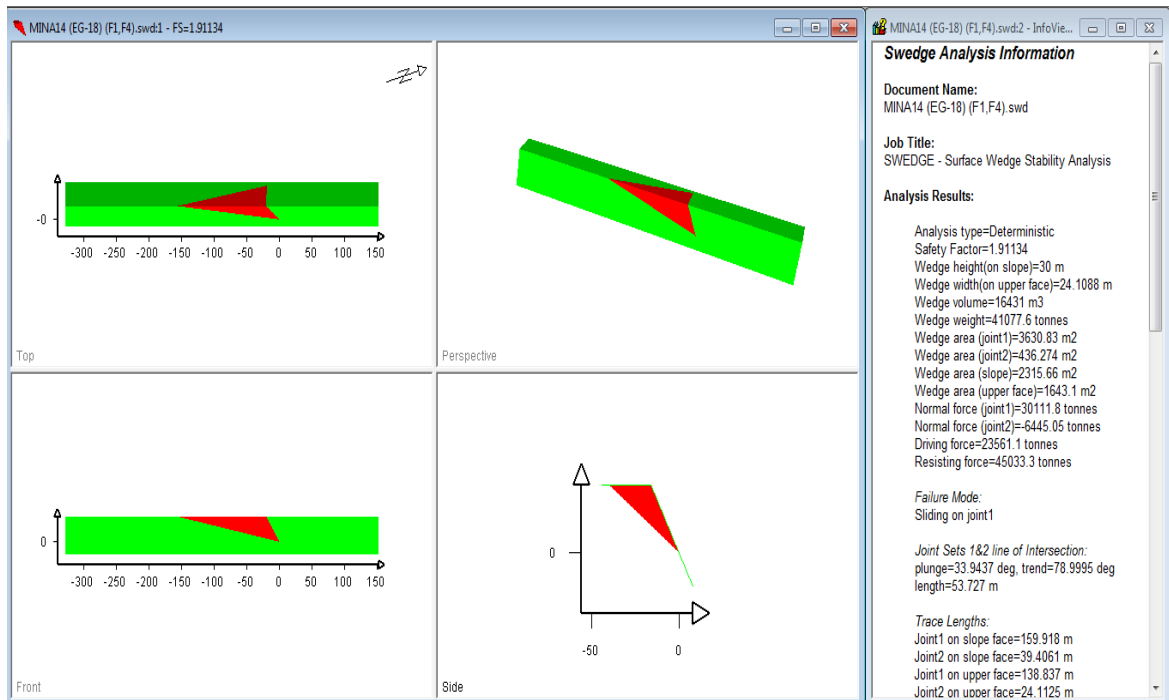 MINA14 (EG-18) (F1,F4).swd:1 - FS=1.91134
N
-0
-300 -250 -200 -150 -100 -50 0 50 100 150
Top
Perspective
0
-300 -250 -200 -150 -100 -50 0 50 100 150
Front
0
-50 0
Side
MINA14 (EG-18) (F1,F4).swd:2 - InfoVie...
Swedge Analysis Information
Document Name:
MINA14 (EG-18) (F1,F4).swd
Job Title:
SWEDGE - Surface Wedge Stability Analysis
Analysis Results:
Analysis type=Deterministic
Safety Factor=1.91134
Wedge height(on slope)=30 m
Wedge width(on upper face)=24.1088 m
Wedge volume=16431 m3
Wedge weight=41077.6 tonnes
Wedge area (joint1)=3630.83 m2
Wedge area (joint2)=436.274 m2
Wedge area (slope)=2315.66 m2
Wedge area (upper face)=1643.1 m2
Normal force (joint1)=30111.8 tonnes
Normal force (joint2)=-6445.05 tonnes
Driving force=23561.1 tonnes
Resisting force=45033.3 tonnes
Failure Mode:
Sliding on joint1
Joint Sets 1&2 line of Intersection:
plunge=33.9437 deg, trend=78.9995 deg
length=53.727 m
Trace Lengths:
Joint1 on slope face=159.918 m
Joint2 on slope face=39.4061 m
Joint1 on upper face=138.837 m
Joint2 on upper face=24.1125 m